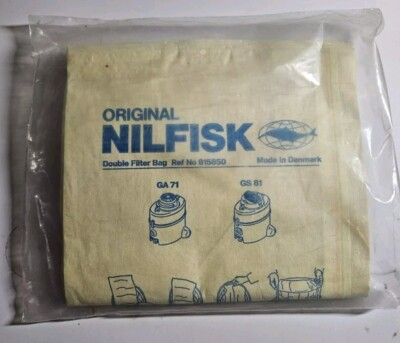 ORIGINAL
NILFISK
Double Filter Bag Ref No 815850 Made in Denmark
GA 71 GS 81